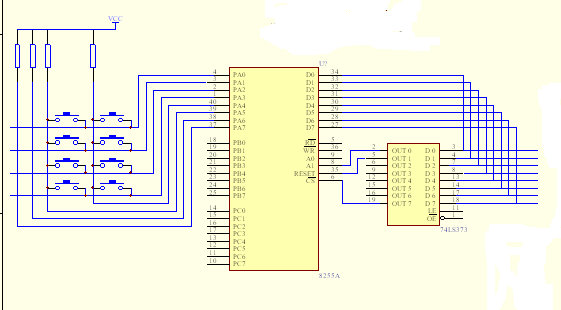 VCC
U?
4 PA0 D0 34
3 PA1 D1 33
2 PA2 D2 32
1 PA3 D3 31
40 PA4 D4 30
39 PA5 D5 29
38 PA6 D6 28
37 PA7 D7 27
18 PB0 RD 5
19 PB1 WR 36
20 PB2 A0 9
21 PB3 A1 8
22 PB4 RESET 35
23 PB5 CS 6
24 PB6
25 PB7
14 PC0
15 PC1
16 PC2
17 PC3
13 PC4
12 PC5
11 PC6
10 PC7
8255A
2 OUT 0 D 0 3
5 OUT 1 D 1 4
6 OUT 2 D 2
9 OUT 3 D 3 8
12 OUT 4 D 4 13
15 OUT 5 D 5 14
16 OUT 6 D 6 17
19 OUT 7 D 7 18
LE 11
OE 1
74LS373